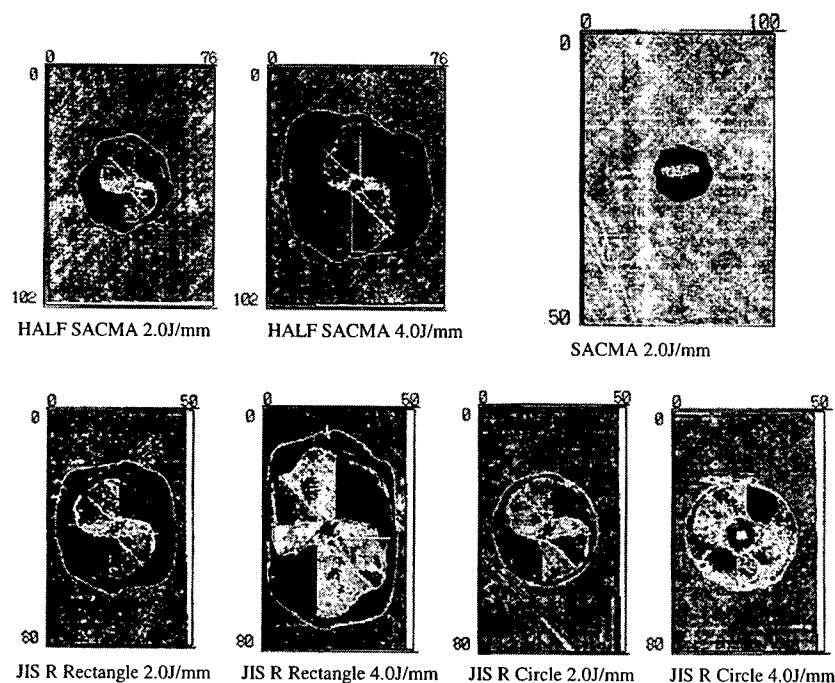 0 76
0
102
HALF SACMA 2.0J/mm
0 76
0
102
HALF SACMA 4.0J/mm
0 100
0
50
SACMA 2.0J/mm
0 50
0
80
JIS R Rectangle 2.0J/mm
0 50
0
JIS R Rectangle 4.0J/mm
0 50
0
80
JIS R Circle 2.0J/mm
0 50
0
80
JIS R Circle 4.0J/mm